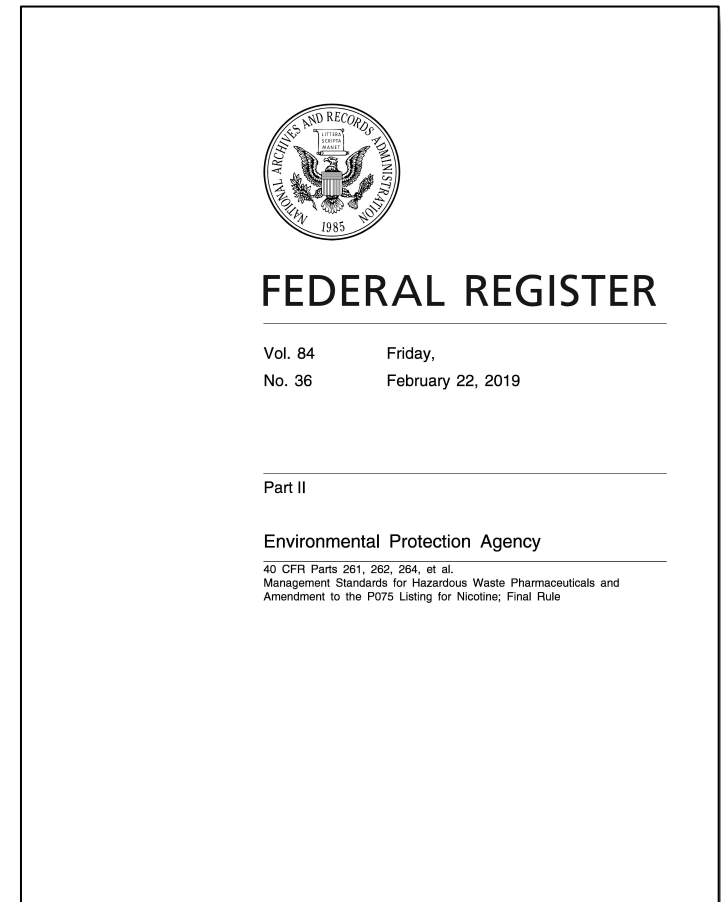 NATIONAL ARCHIVES AND RECORDS ADMINISTRATION
LITTERA
SCRIPTA
MANET
1985
FEDERAL REGISTER
Vol. 84 Friday,
No. 36 February 22, 2019
Part II
Environmental Protection Agency
40 CFR Parts 261, 262, 264, et al.
Management Standards for Hazardous Waste Pharmaceuticals and
Amendment to the P075 Listing for Nicotine; Final Rule